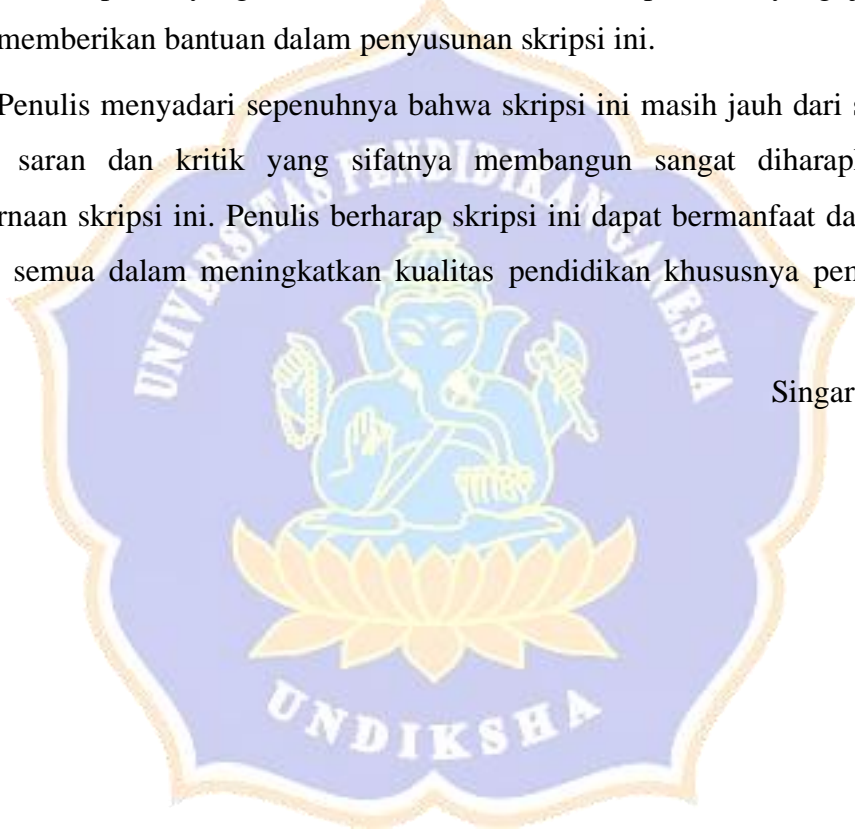 memberikan bantuan dalam penyusunan skripsi ini.
Penulis menyadari sepenuhnya bahwa skripsi ini masih jauh dari s
saran dan kritik yang sifatnya membangun sangat diharap
rnaan skripsi ini. Penulis berharap skripsi ini dapat bermanfaat da
semua dalam meningkatkan kualitas pendidikan khususnya pen
Singar
UNIVERSITAS PENDIDIKAN GANESHA
UNDIKSHA